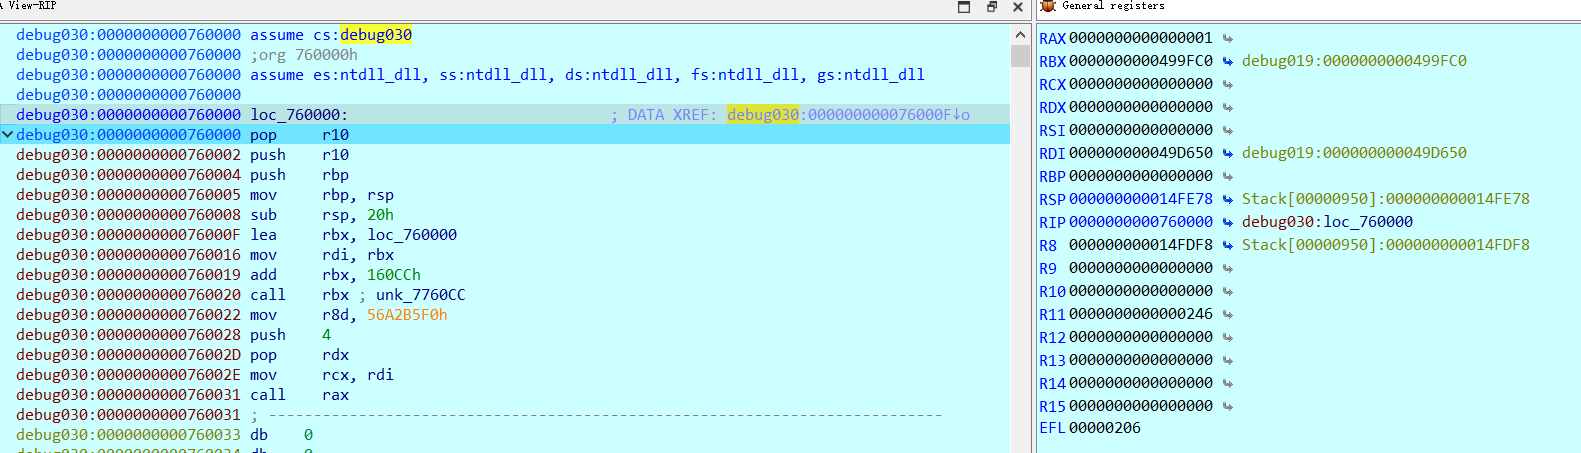 A View-RIP
General registers
debug030:0000000000760000 assume cs:debug030
debug030:0000000000760000 ;org 760000h
debug030:0000000000760000 assume es:ntdll_dll, ss:ntdll_dll, ds:ntdll_dll, fs:ntdll_dll, gs:ntdll_dll
debug030:0000000000760000
debug030:0000000000760000 loc_760000: ; DATA XREF: debug030:000000000076000F↓o
debug030:0000000000760000 pop r10
debug030:0000000000760002 push r10
debug030:0000000000760004 push rbp
debug030:0000000000760005 mov rbp, rsp
debug030:0000000000760008 sub rsp, 20h
debug030:000000000076000F lea rbx, loc_760000
debug030:0000000000760016 mov rdi, rbx
debug030:0000000000760019 add rbx, 160CCh
debug030:0000000000760020 call rbx ; unk_7760CC
debug030:0000000000760022 mov r8d, 56A2B5F0h
debug030:0000000000760028 push 4
debug030:000000000076002D pop rdx
debug030:000000000076002E mov rcx, rdi
debug030:0000000000760031 call rax
debug030:0000000000760031 ; ---------------------------------------------------------------------------
debug030:0000000000760033 db 0
debug030:0000000000760034 db 0
RAX 0000000000000001
RBX 0000000000499FC0 debug019:0000000000499FC0
RCX 0000000000000000
RDX 0000000000000000
RSI 0000000000000000
RDI 000000000049D650 debug019:000000000049D650
RBP 0000000000000000
RSP 000000000014FE78 Stack[00000950]:000000000014FE78
RIP 0000000000760000 debug030:loc_760000
R8 000000000014FDF8 Stack[00000950]:000000000014FDF8
R9 0000000000000000
R10 0000000000000000
R11 0000000000000246
R12 0000000000000000
R13 0000000000000000
R14 0000000000000000
R15 0000000000000000
EFL 00000206